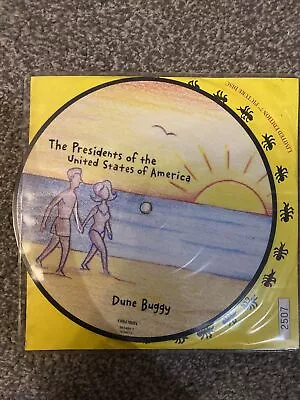 The Presidents of the
United States of America
Dune Buggy
LIMITED EDITION 7" PICTURE DISC
2507